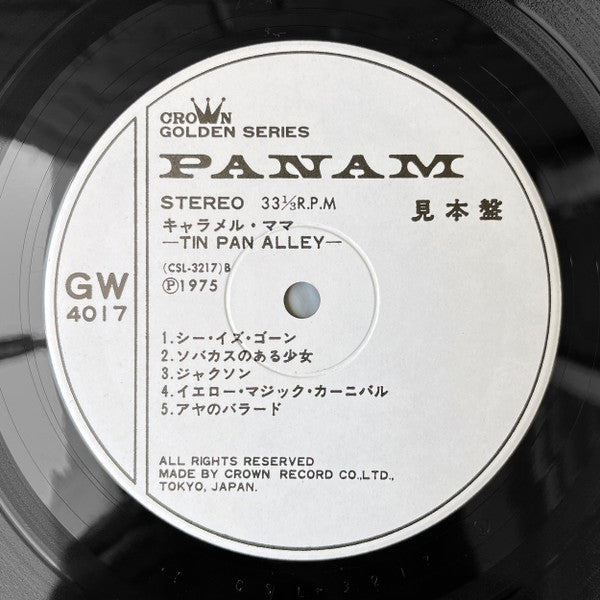 CROWN
GOLDEN SERIES
PANAM
STEREO 33⅓R.P.M 見本盤
キャラメル・ママ
—TIN PAN ALLEY—
(CSL-3217)B
Ⓟ1975
GW
4017
1.シー・イズ・ゴーン
2.ソバカスのある少女
3.ジャクソン
4.イエロー・マジック・カーニバル
5.アヤのバラード
ALL RIGHTS RESERVED
MADE BY CROWN RECORD CO.,LTD.,
TOKYO, JAPAN.